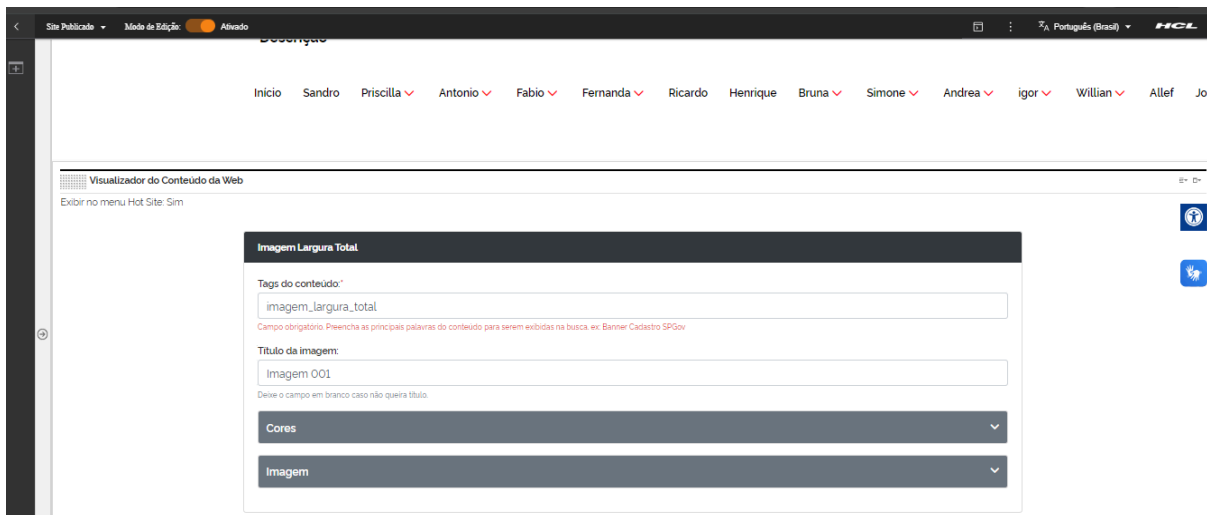 Site Publicado Modo de Edição: Ativado Português (Brasil) HCL
Descrição
Início Sandro Priscilla Antonio Fabio Fernanda Ricardo Henrique Bruna Simone Andrea igor Willian Allef Jo
Visualizador do Conteúdo da Web
Exibir no menu Hot Site: Sim
Imagem Largura Total
Tags do conteúdo:*
imagem_largura_total
Campo obrigatório. Preencha as principais palavras do conteúdo para serem exibidas na busca. ex: Banner Cadastro SPGov
Título da imagem:
Imagem 001
Deixe o campo em branco caso não queira título.
Cores
Imagem